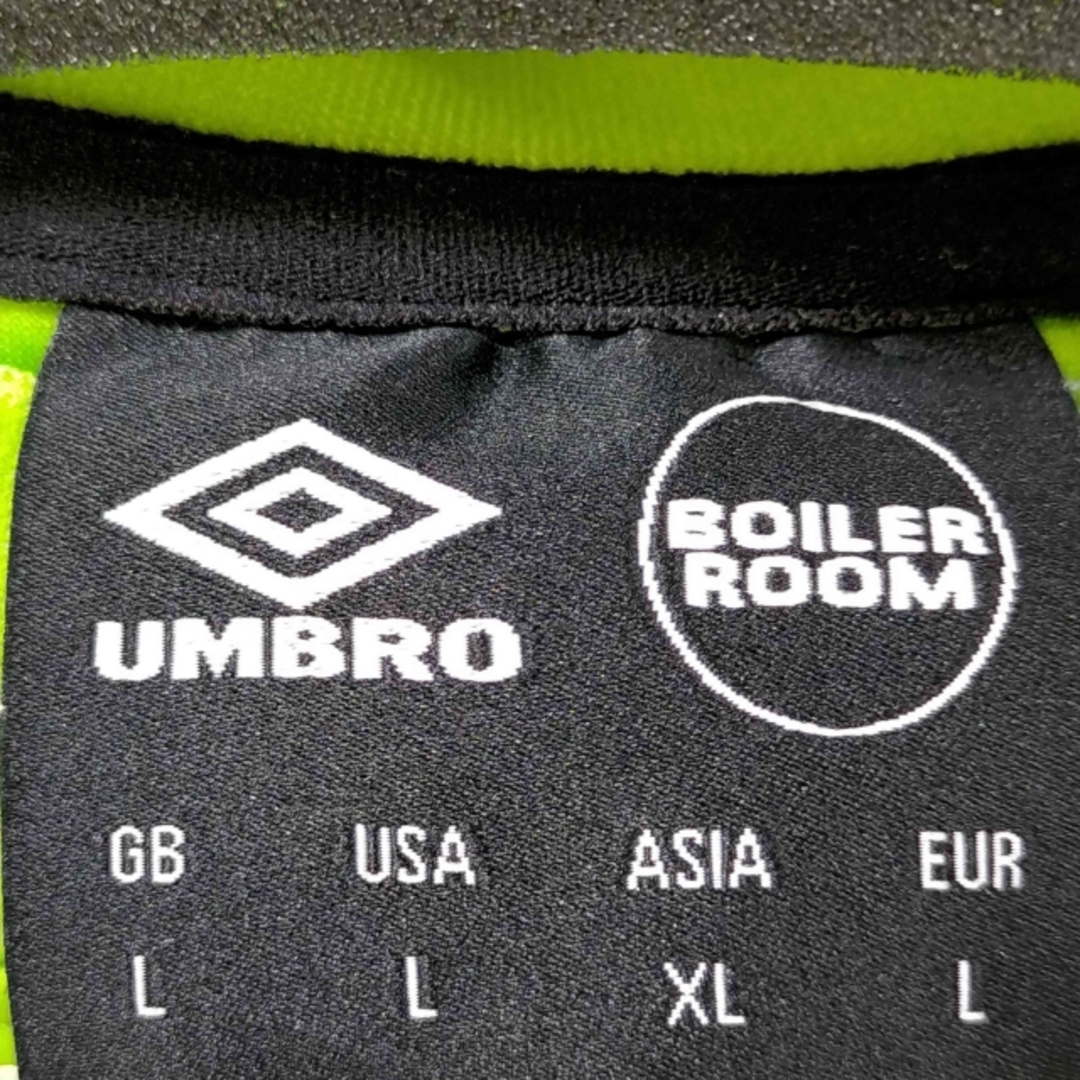 UMBRO
BOILER
ROOM
GB USA ASIA EUR
L L XL L